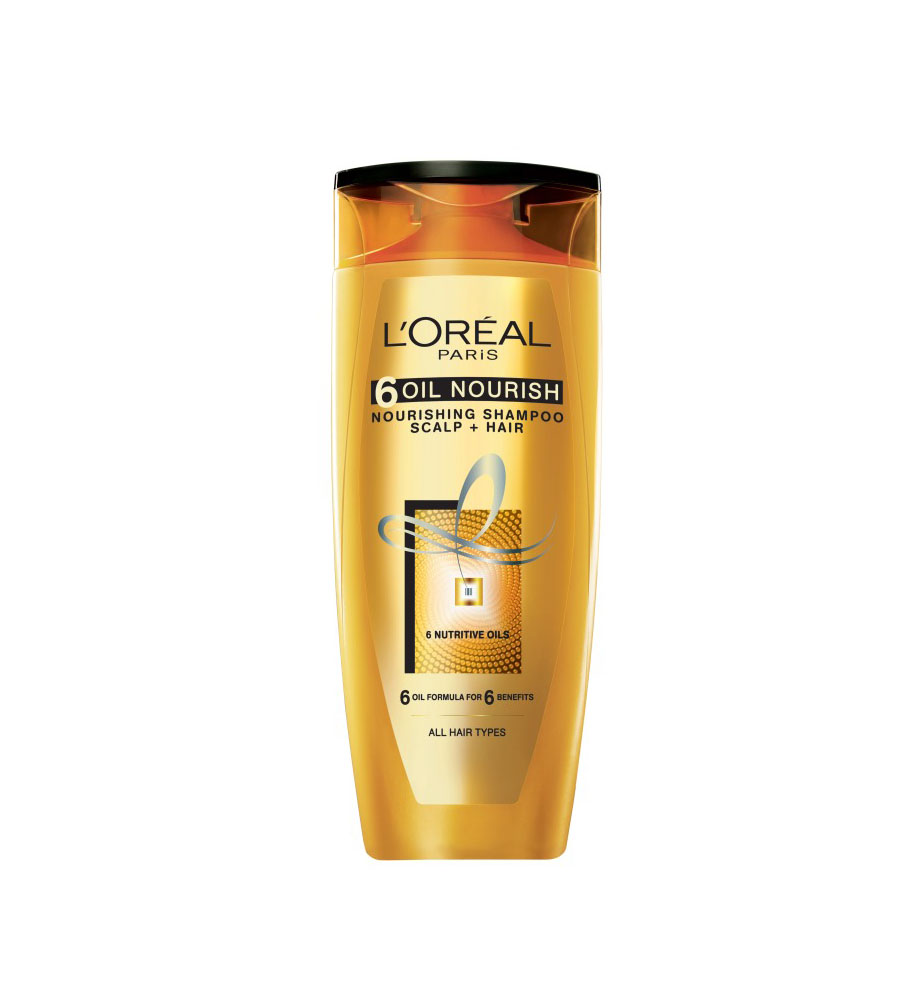 L'ORÉAL
PARiS
6 OIL NOURISH
NOURISHING SHAMPOO
SCALP + HAIR
6 NUTRITIVE OILS
6 OIL FORMULA FOR 6 BENEFITS
ALL HAIR TYPES